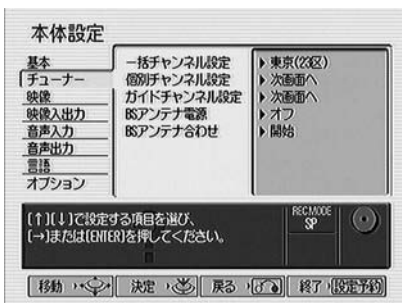 本体設定
基本
チューナー
映像
映像入出力
音声入力
音声出力
言語
オプション
一括チャンネル設定
個別チャンネル設定
ガイドチャンネル設定
BSアンテナ電源
BSアンテナ合わせ
東京(23区)
次画面へ
次画面へ
オフ
開始
[↑][↓]で設定する項目を選び、
[→]または[ENTER]を押してください。
REC MODE
SP
移動
決定
戻る
終了 設定予約